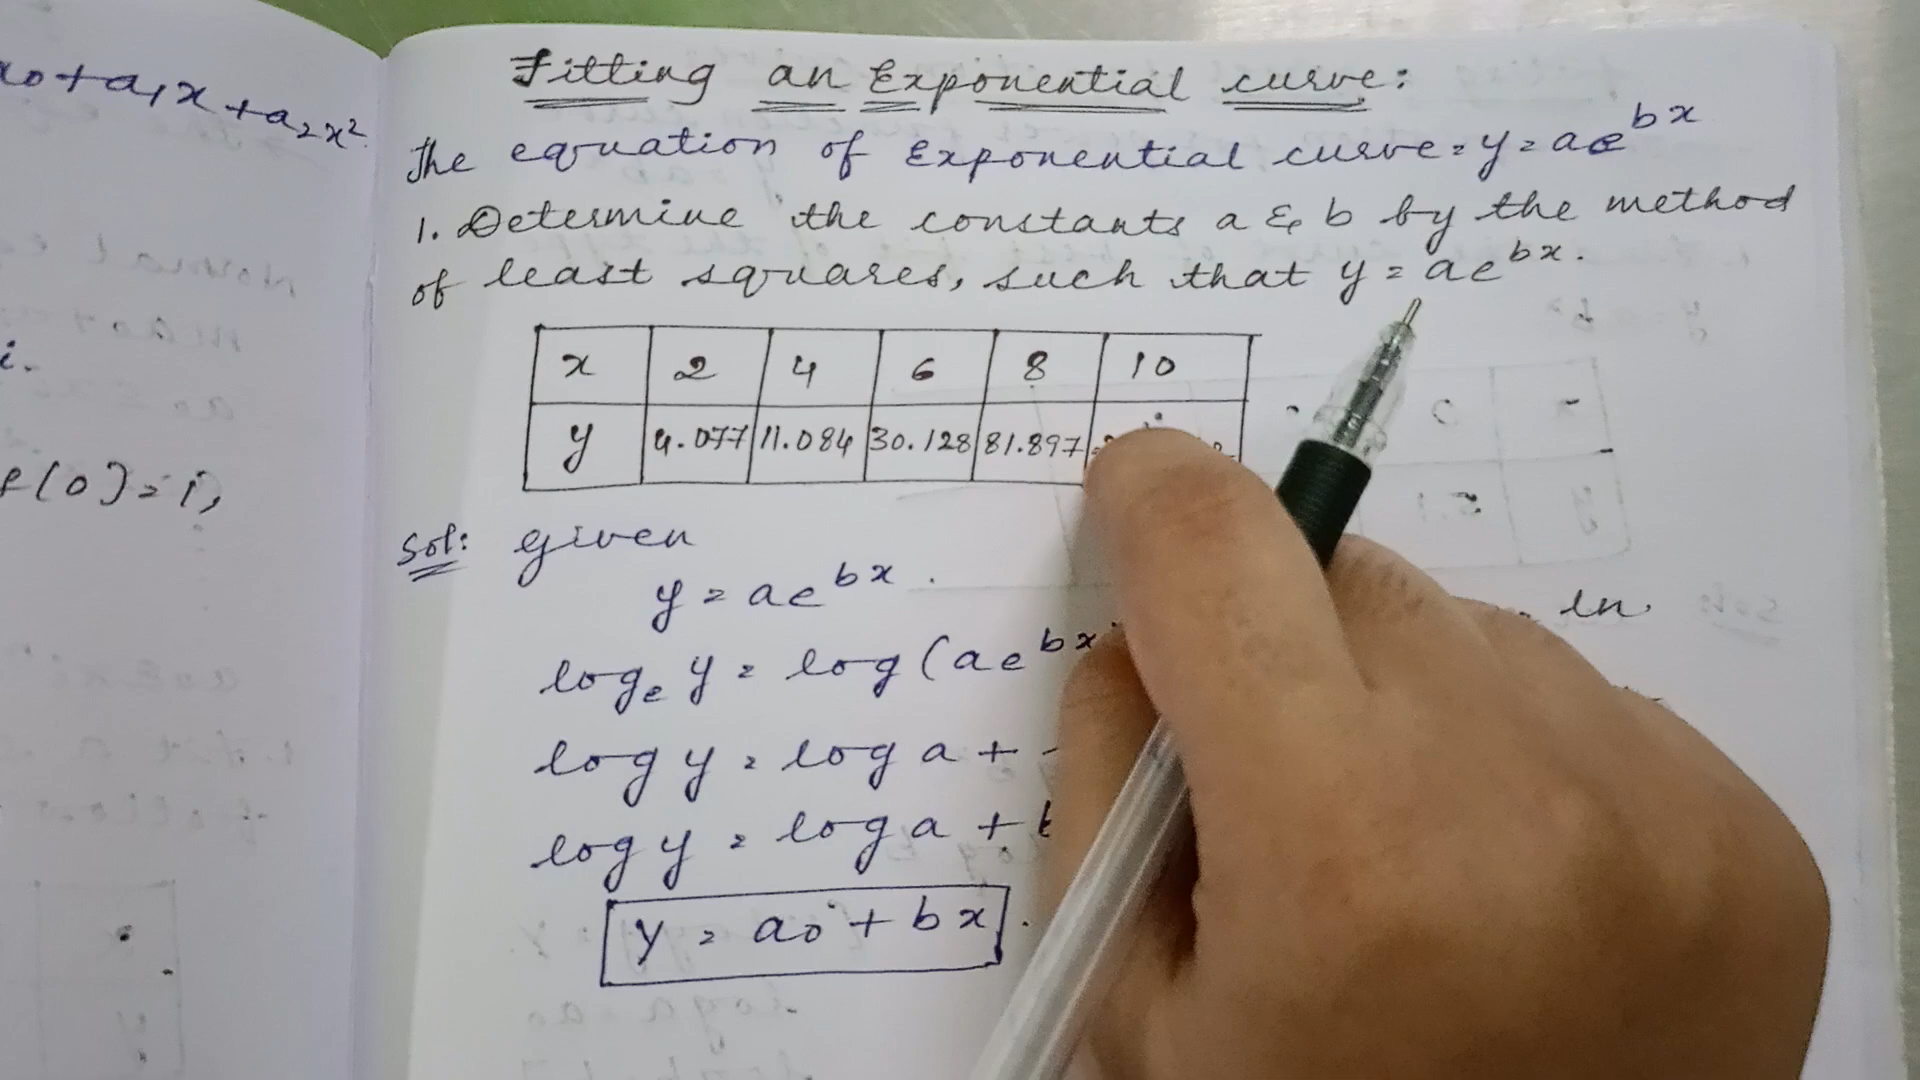 a0+a1x+a2x²
f(0)=i,
Fitting an Exponential curve:
The equation of Exponential curve = y = ae^bx
1. Determine the constants a & b by the method
of least squares, such that y = ae^bx.
x 2 4 6 8 10
y 4.077 11.084 30.128 81.897
Sol: given
y = ae^bx.
ln
logₑ y = log (ae^bx
log y = log a +
log y = log a + b
Y = a0 + bx.